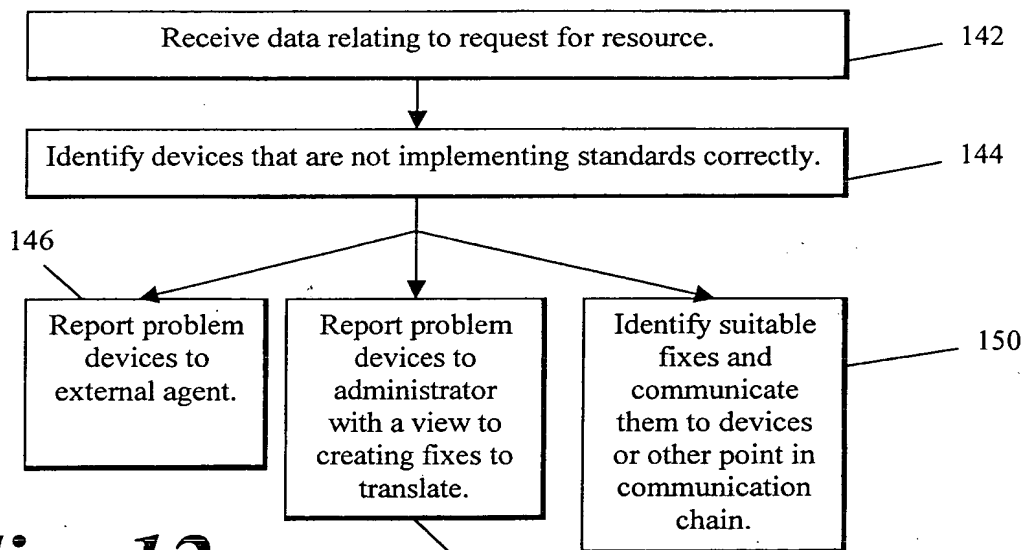 Receive data relating to request for resource.
142
Identify devices that are not implementing standards correctly.
144
146
Report problem
devices to
external agent.
Report problem
devices to
administrator
with a view to
creating fixes to
translate.
Identify suitable
fixes and
communicate
them to devices
or other point in
communication
chain.
150